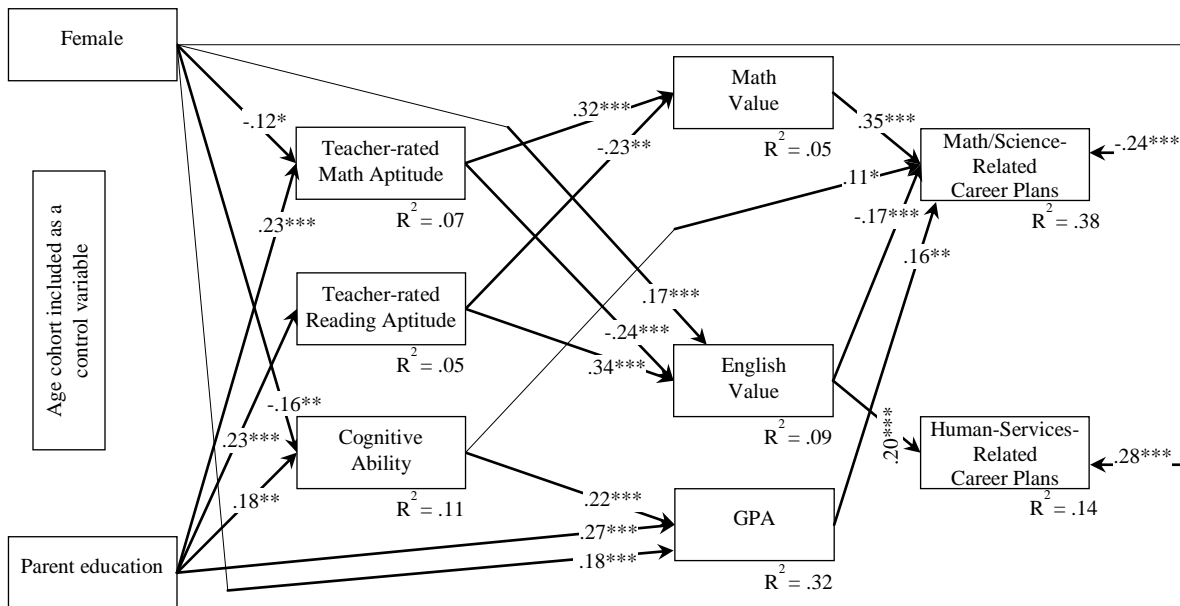 Female
Math
Value
R² = .05
-.12*
.32***
.35***
-.23**
Teacher-rated
Math Aptitude
R² = .07
Math/Science-
Related
Career Plans
R² = .38
-.24***
.11*
-.17***
.16**
Age cohort included as a
control variable
.23***
Teacher-rated
Reading Aptitude
R² = .05
.17***
-.24***
.34***
English
Value
R² = .09
-.16**
.23***
.18**
Cognitive
Ability
R² = .11
.20***
Human-Services-
Related
Career Plans
R² = .14
.28***
.22***
.27***
.18***
GPA
R² = .32
Parent education